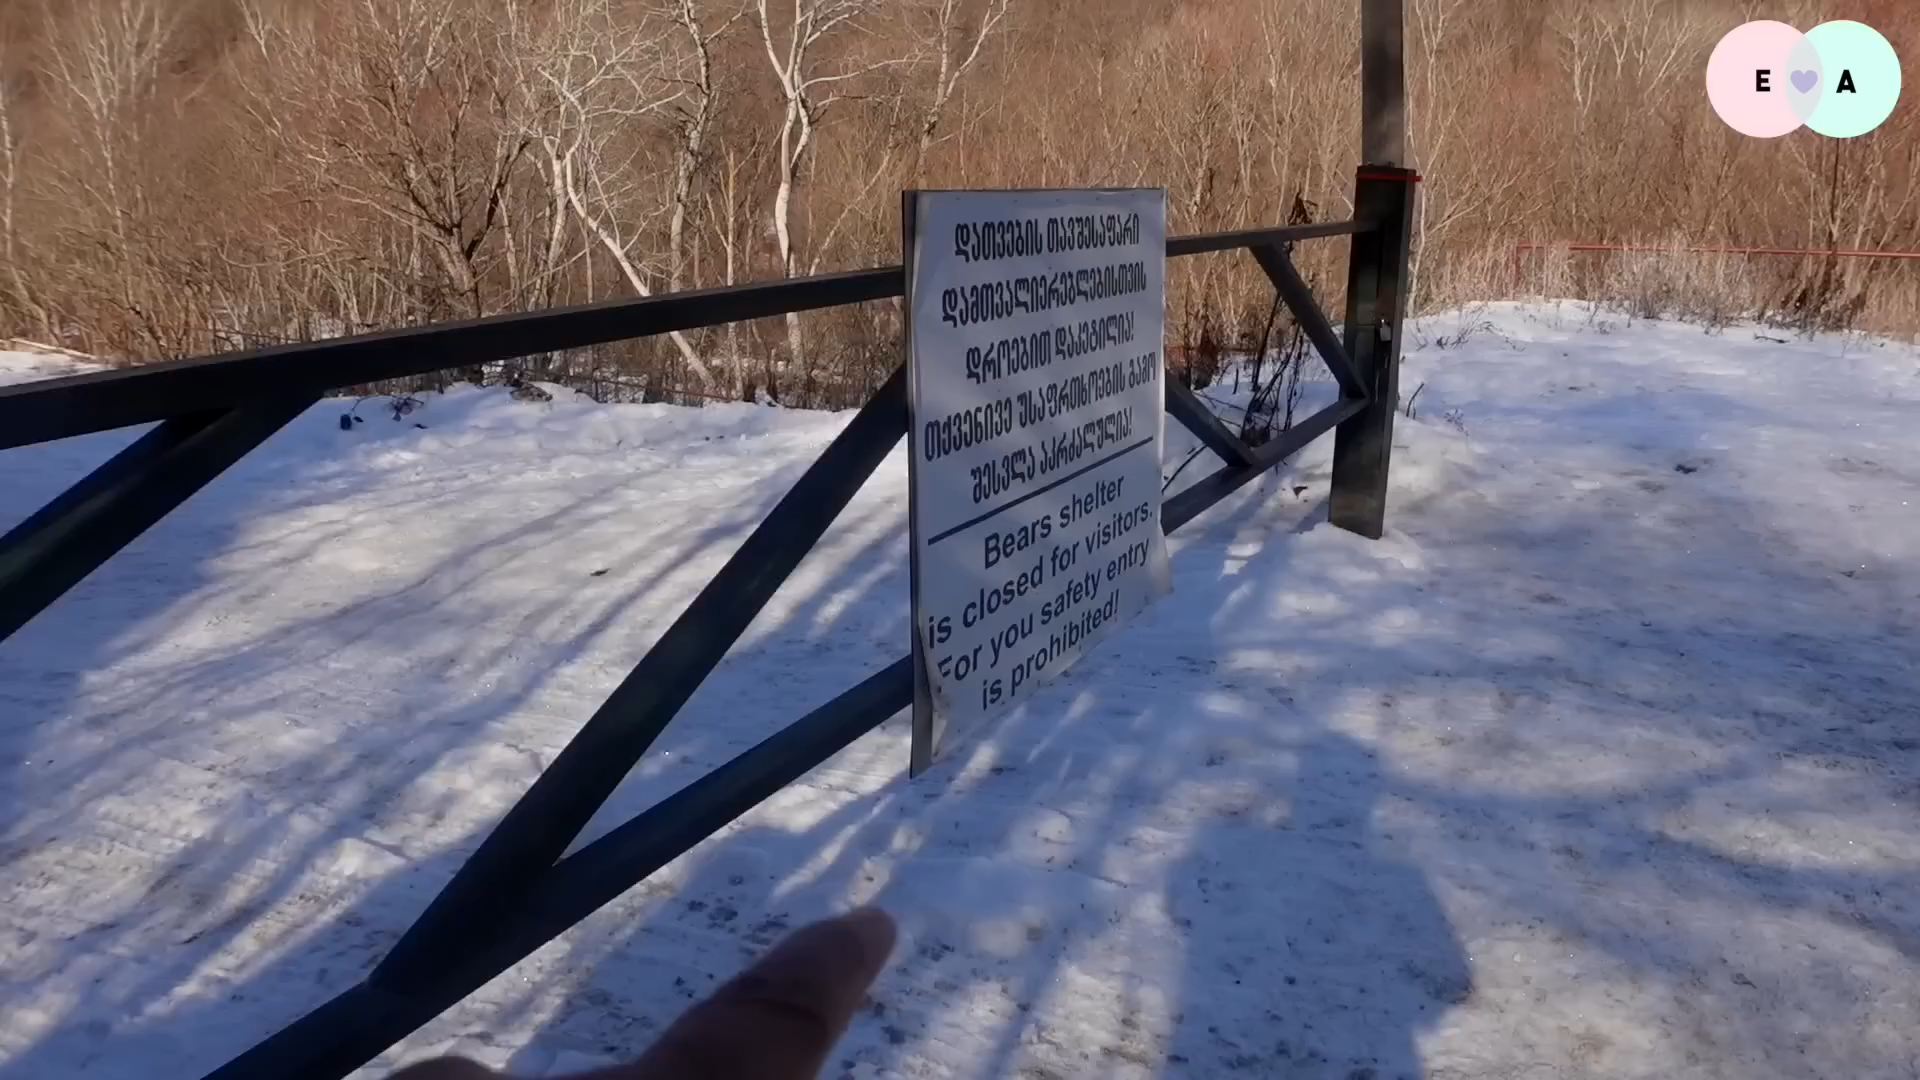 დათვების თავშესაფარი
დამთვალიერებლებისთვის
დროებით დაკეტილია!
თქვენივე უსაფრთხოების გამო
შესვლა აკრძალულია!
Bears shelter
is closed for visitors.
For you safety entry
is prohibited!
E A